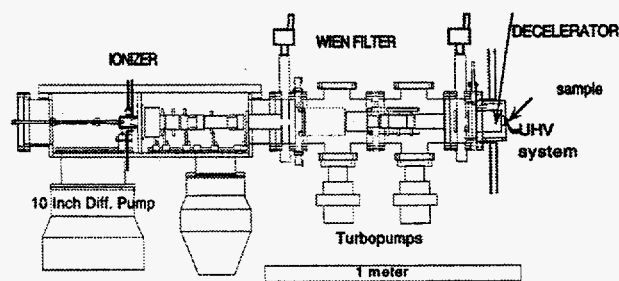 WIEN FILTER
DECELERATOR
IONIZER
sample
UHV
system
10 Inch Diff. Pump
Turbopumps
1 meter